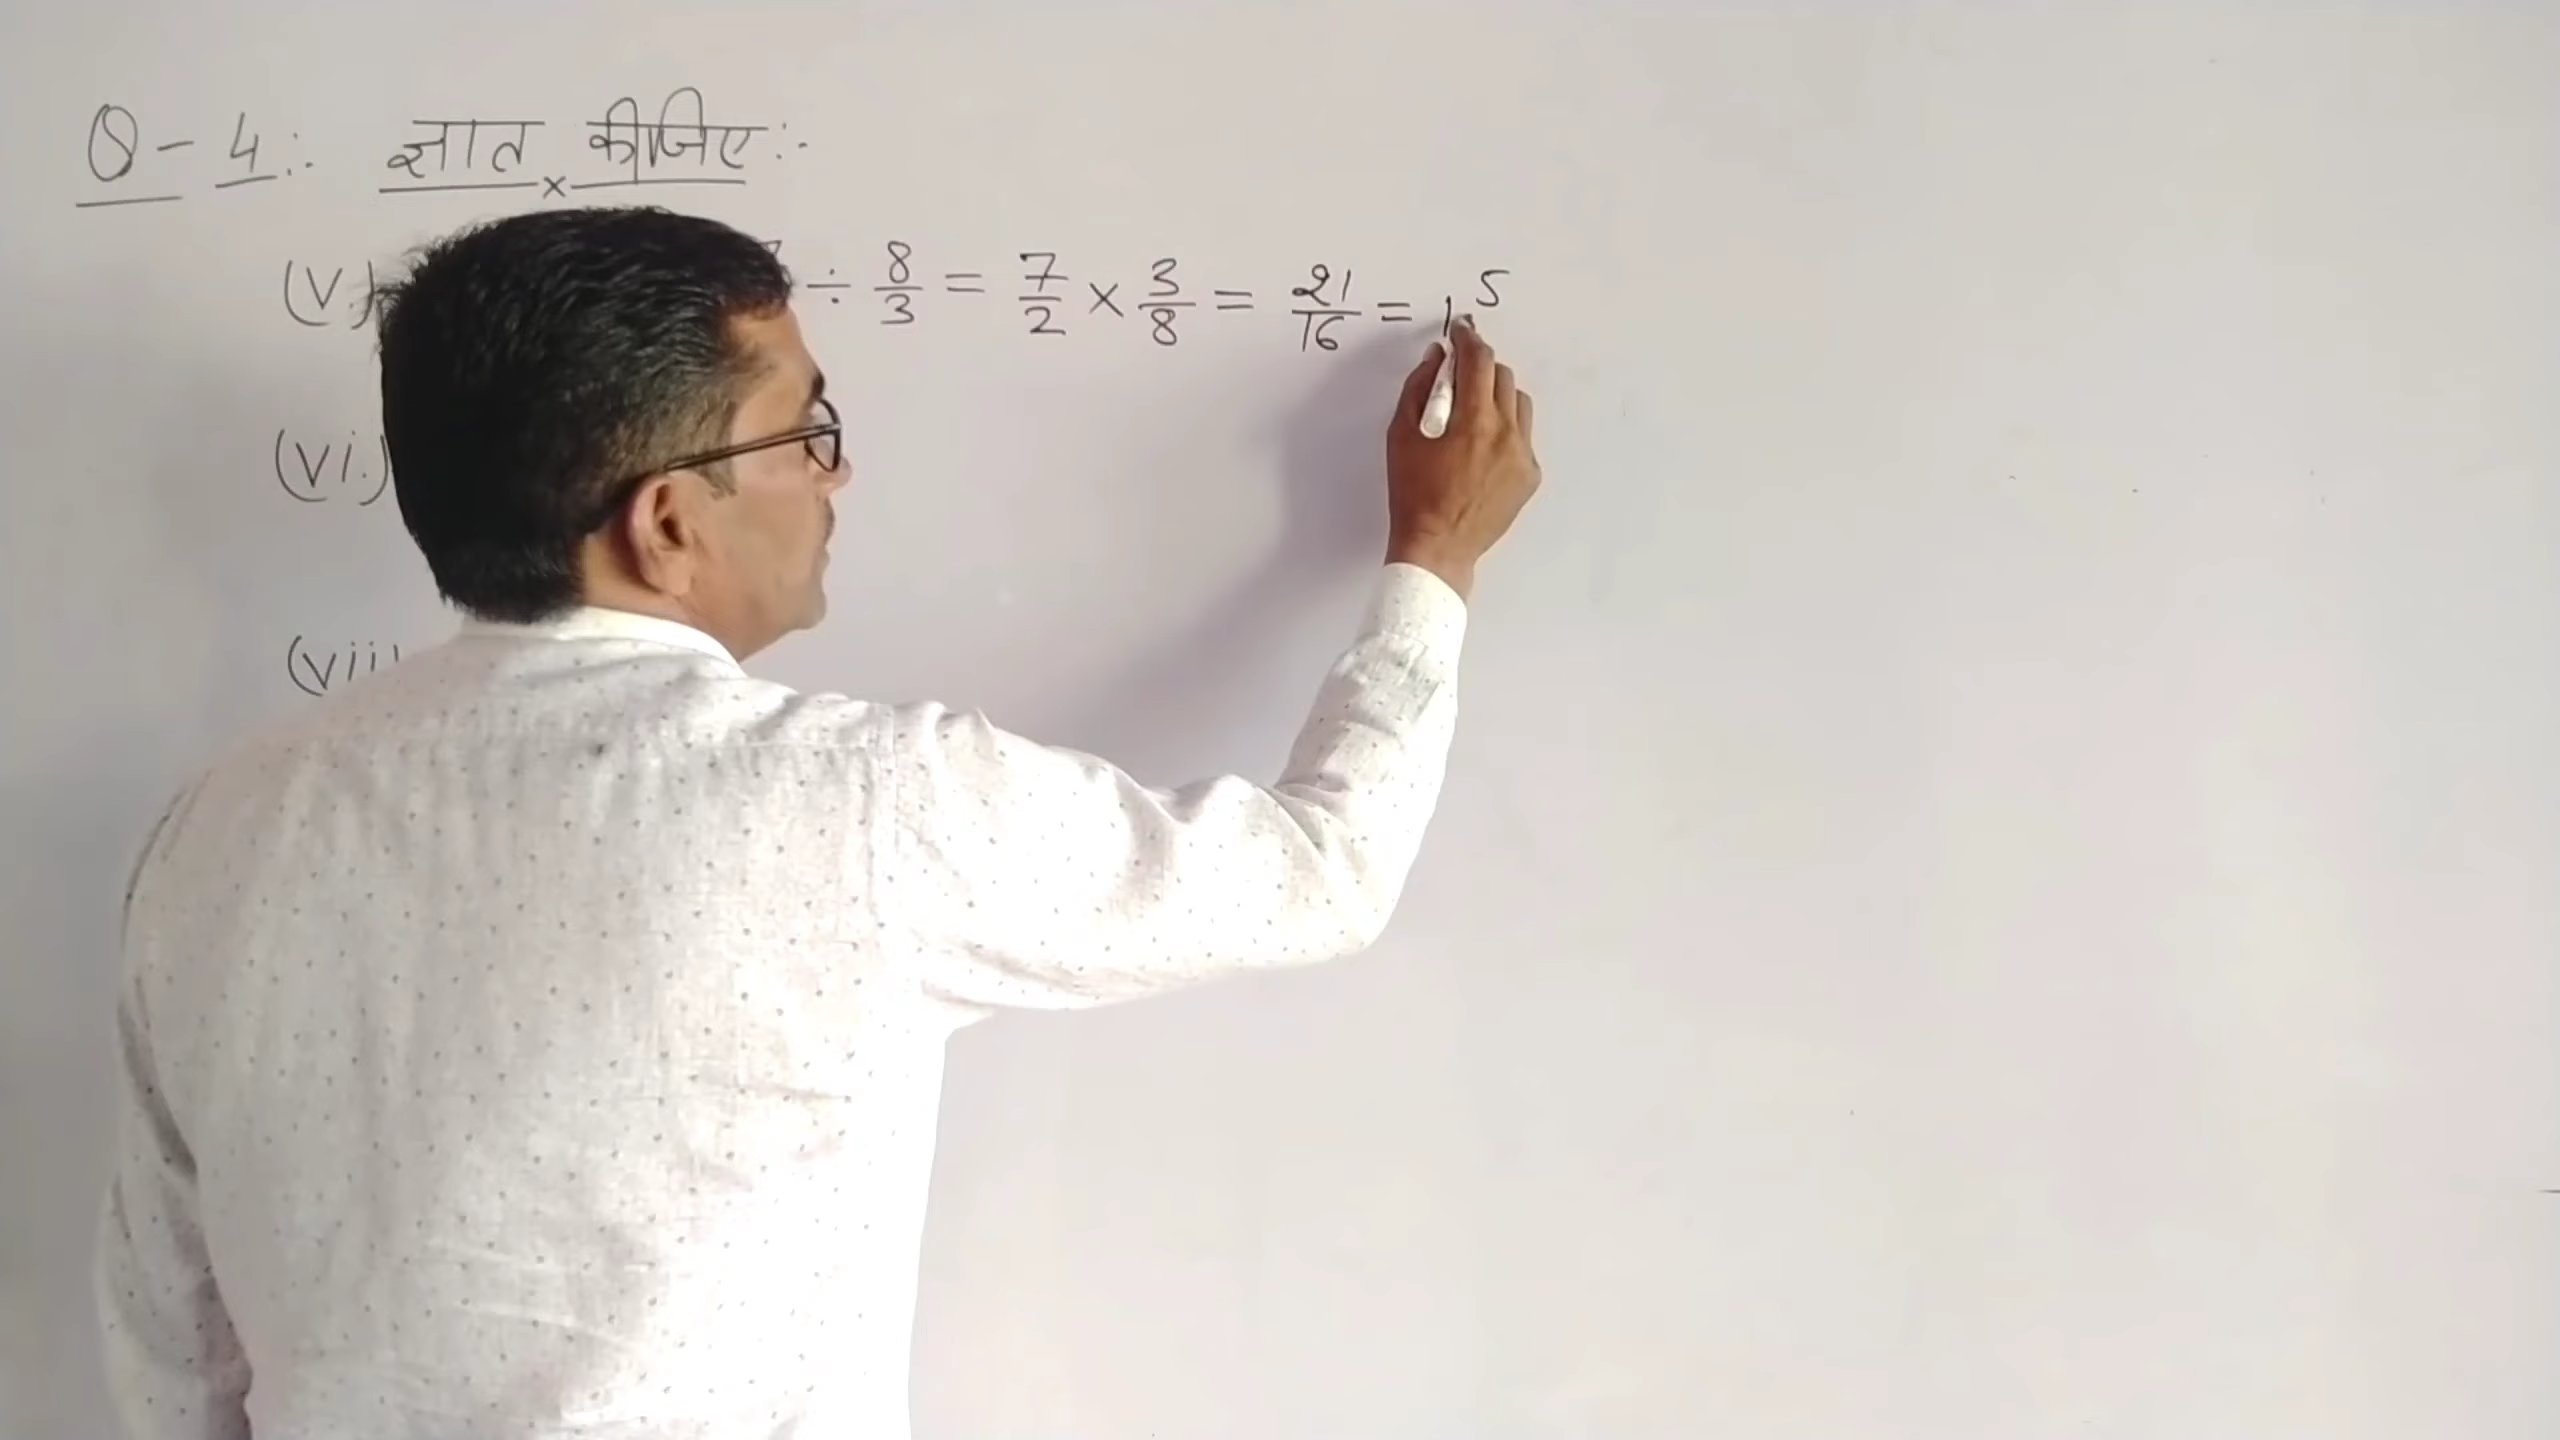 Q-4:. ज्ञात कीजिए:-
(V.) ÷ 8/3 = 7/2 × 3/8 = 21/16 = 1 5
(vi.)
(vii